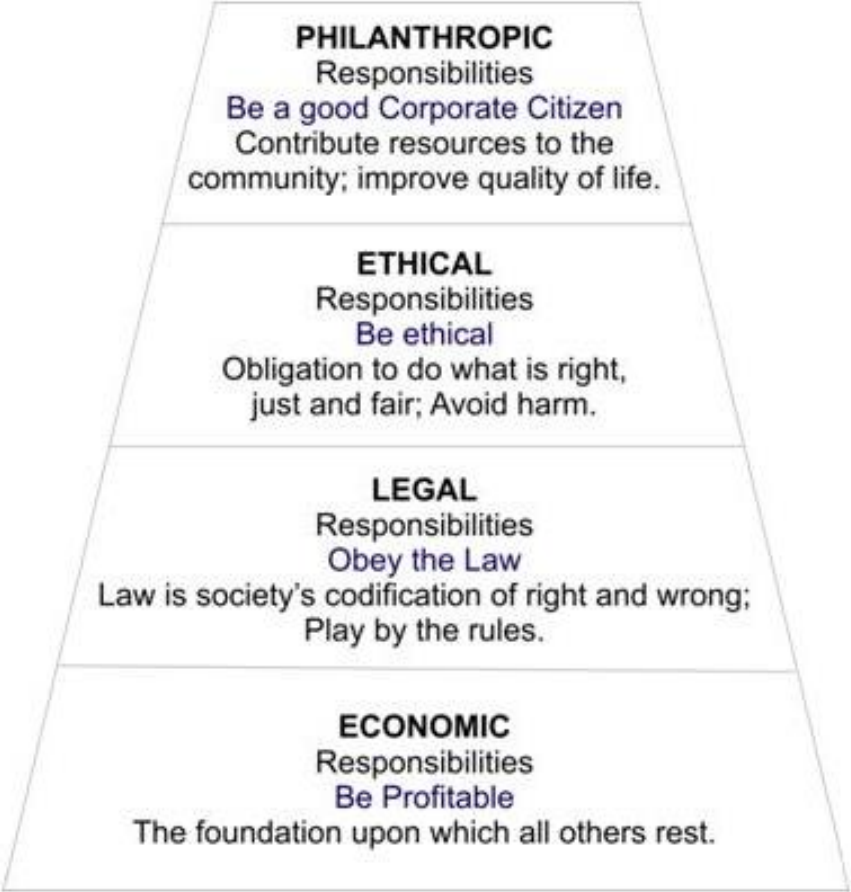 PHILANTHROPIC
Responsibilities
Be a good Corporate Citizen
Contribute resources to the
community; improve quality of life.
ETHICAL
Responsibilities
Be ethical
Obligation to do what is right,
just and fair; Avoid harm.
LEGAL
Responsibilities
Obey the Law
Law is society’s codification of right and wrong;
Play by the rules.
ECONOMIC
Responsibilities
Be Profitable
The foundation upon which all others rest.